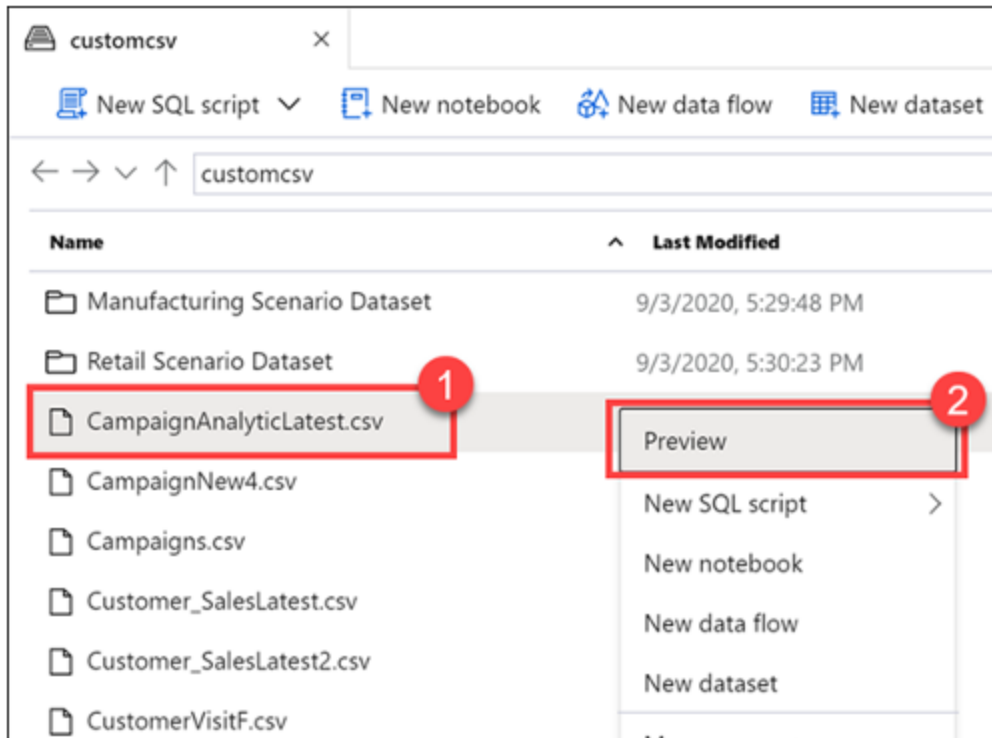 customcsv
New SQL script New notebook New data flow New dataset
customcsv
Name Last Modified
Manufacturing Scenario Dataset 9/3/2020, 5:29:48 PM
Retail Scenario Dataset 9/3/2020, 5:30:23 PM
1
2
CampaignAnalyticLatest.csv
Preview
CampaignNew4.csv
New SQL script
Campaigns.csv
New notebook
Customer_SalesLatest.csv
New data flow
Customer_SalesLatest2.csv
New dataset
CustomerVisitF.csv